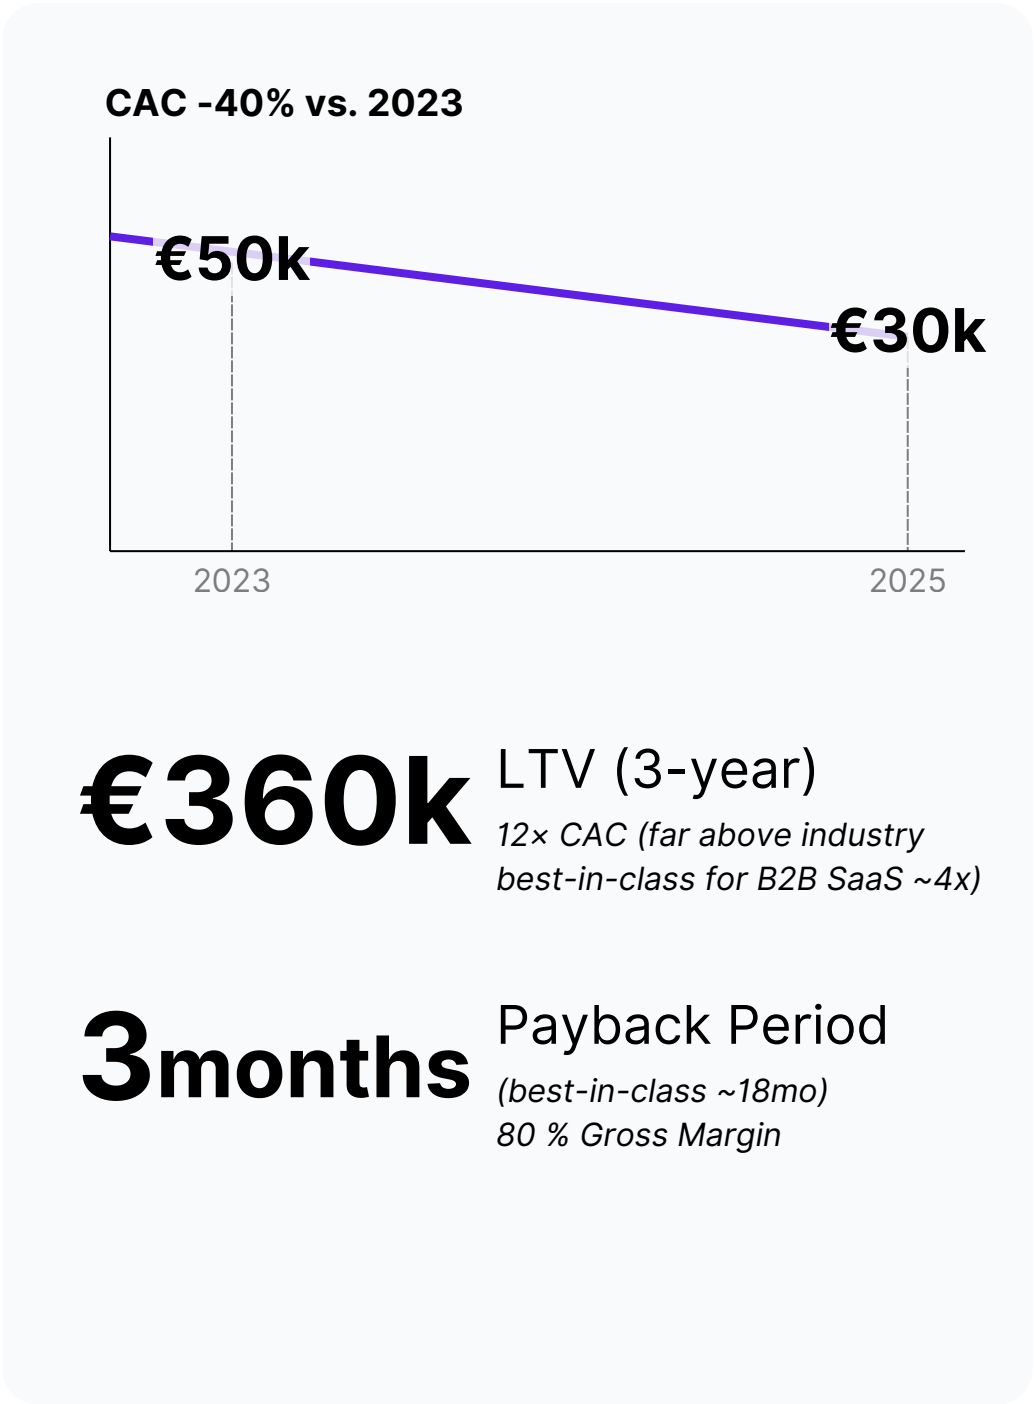 CAC -40% vs. 2023
€50k
€30k
2023
2025
€360k
LTV (3-year)
12× CAC (far above industry
best-in-class for B2B SaaS ~4x)
3months
Payback Period
(best-in-class ~18mo)
80 % Gross Margin